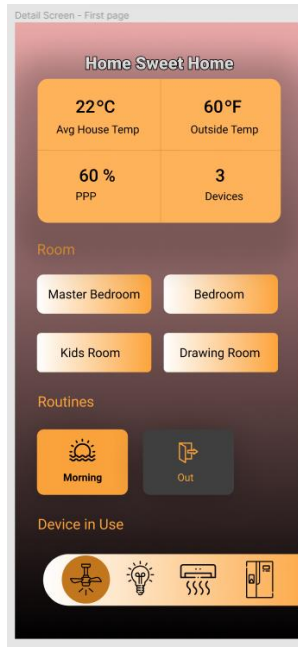 Detail Screen - First page
Home Sweet Home
22°C
60°F
Avg House Temp
Outside Temp
60 %
3
PPP
Devices
Room
Master Bedroom
Bedroom
Kids Room
Drawing Room
Routines
Morning
Out
Device in Use